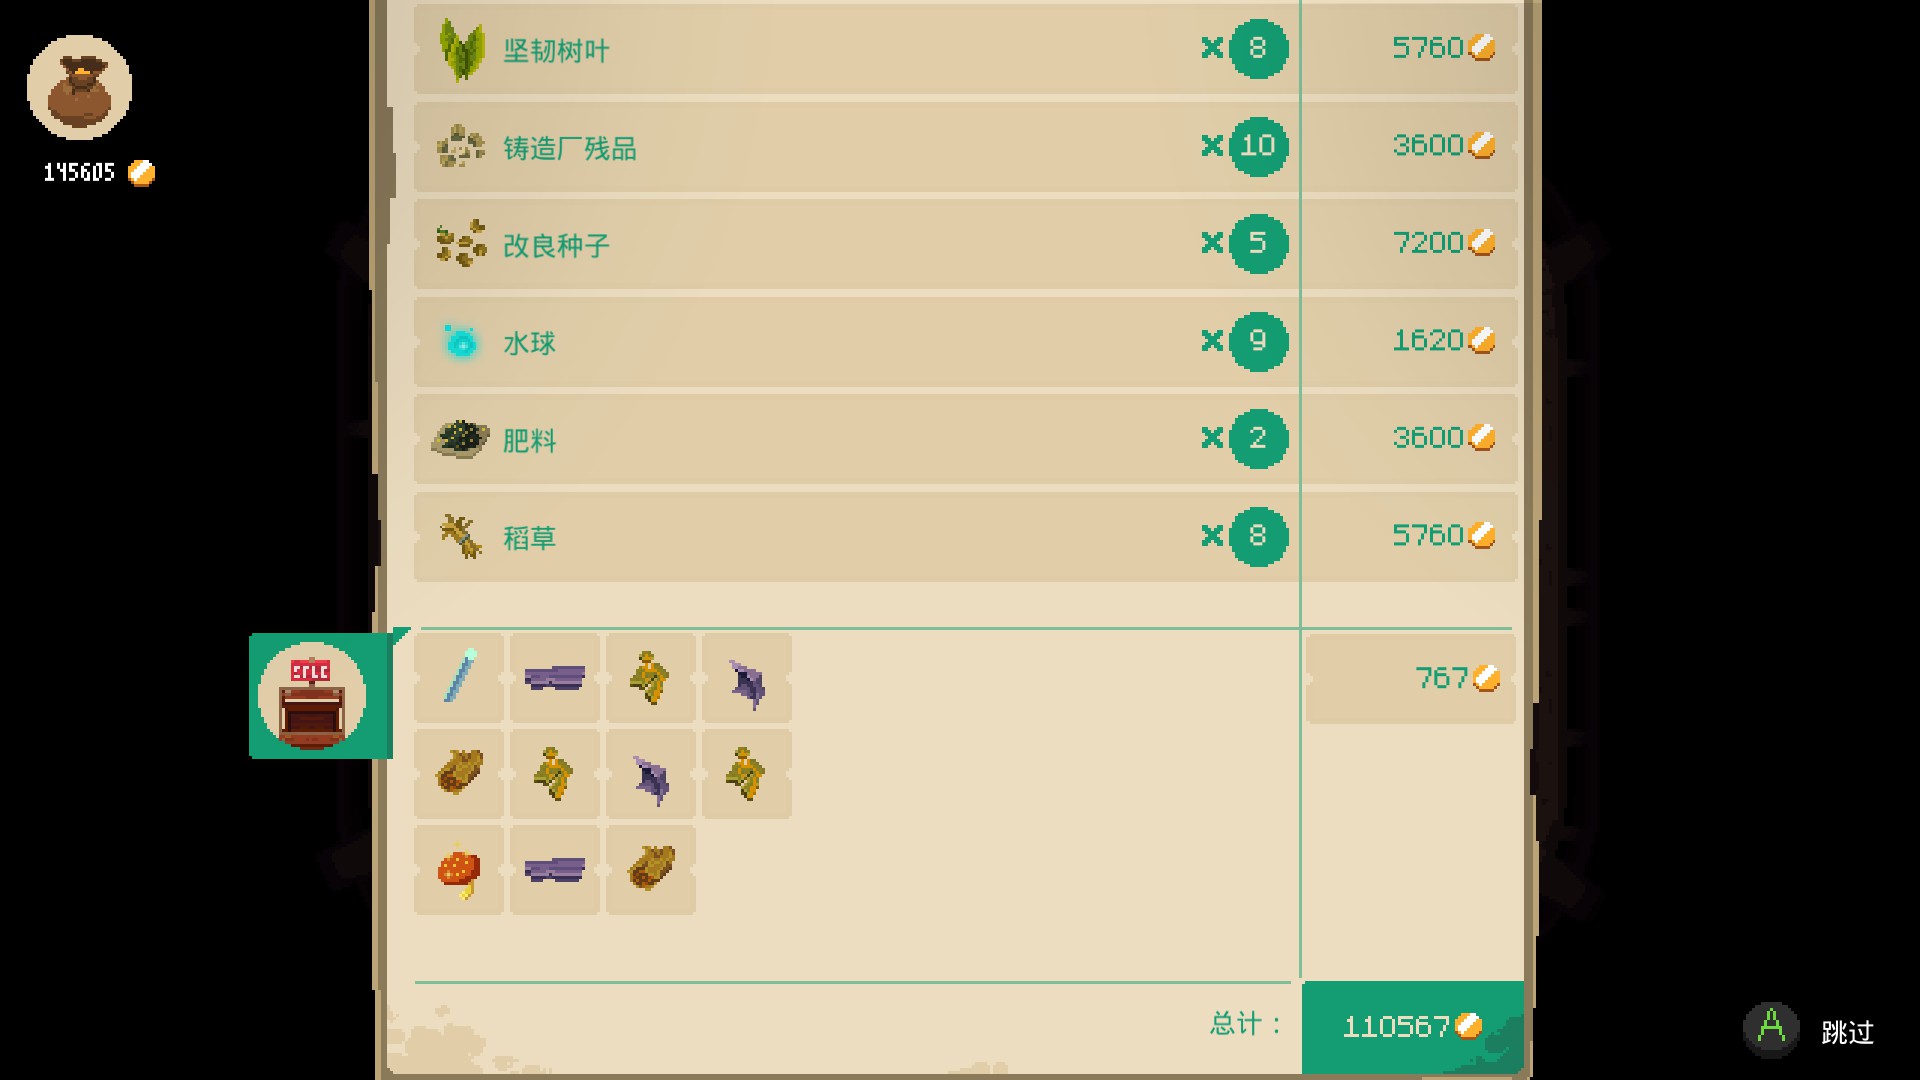 坚韧树叶 ×8 5760
铸造厂残品 ×10 3600
145605
改良种子 ×5 7200
水球 ×9 1620
肥料 ×2 3600
稻草 ×8 5760
SALE
767
总计： 110567
A 跳过